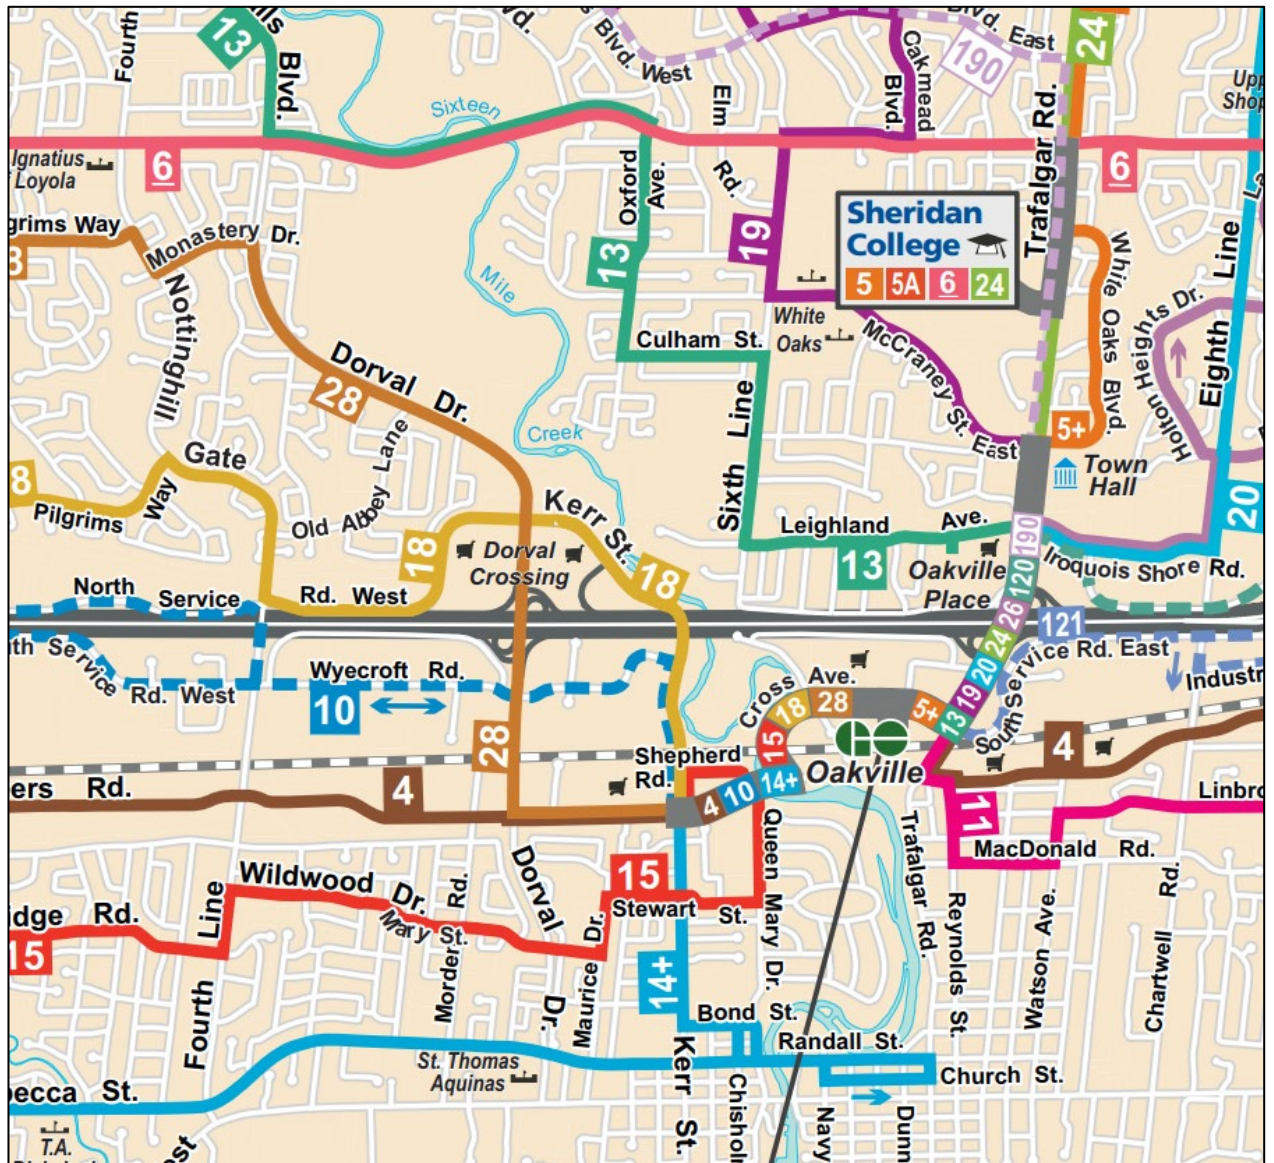 Fourth
13
lls
Blvd.
vd.
s Blvd. West
Blvd. East
24
190
Oakmead
Blvd.
Elm
Rd.
Trafalgar Rd.
Upp
Shop
Sixteen
Ignatius
Loyola
6
6
Oxford
Ave.
grims Way
Monastery Dr.
8
Nottinghill
Gate
19
13
Sheridan
College
5
5A
6
24
White Oaks Blvd.
Line
Eighth
Holton Heights Dr.
Mile
White
Oaks
Culham St.
McCraney St. East
Dorval Dr.
28
Sixth Line
5+
Town
Hall
Creek
Old Abbey Lane
8
Pilgrims Way
Kerr St.
18
18
Dorval
Crossing
Leighland Ave.
13
Oakville
Place
190
120
26
24
20
19
13
5+
20
Iroquois Shore Rd.
North Service Rd. West
121
th Service Rd. West
Wyecroft Rd.
10
South Service Rd. East
Industr
Cross Ave.
28
18
15
14+
10
4
28
Shepherd
Rd.
Oakville
4
ers Rd.
4
Linbro
11
MacDonald Rd.
Queen Mary Dr.
Trafalgar Rd.
Reynolds St.
Watson Ave.
Chartwell Rd.
Wildwood Dr.
Dorval Dr.
15
Stewart St.
idge Rd.
15
Fourth Line
Mary St.
Morden Rd.
Maurice Dr.
14+
Bond St.
Randall St.
Church St.
St. Thomas
Aquinas
Kerr St.
Chishol
Navy
Dunn
becca St.
T.A.
est